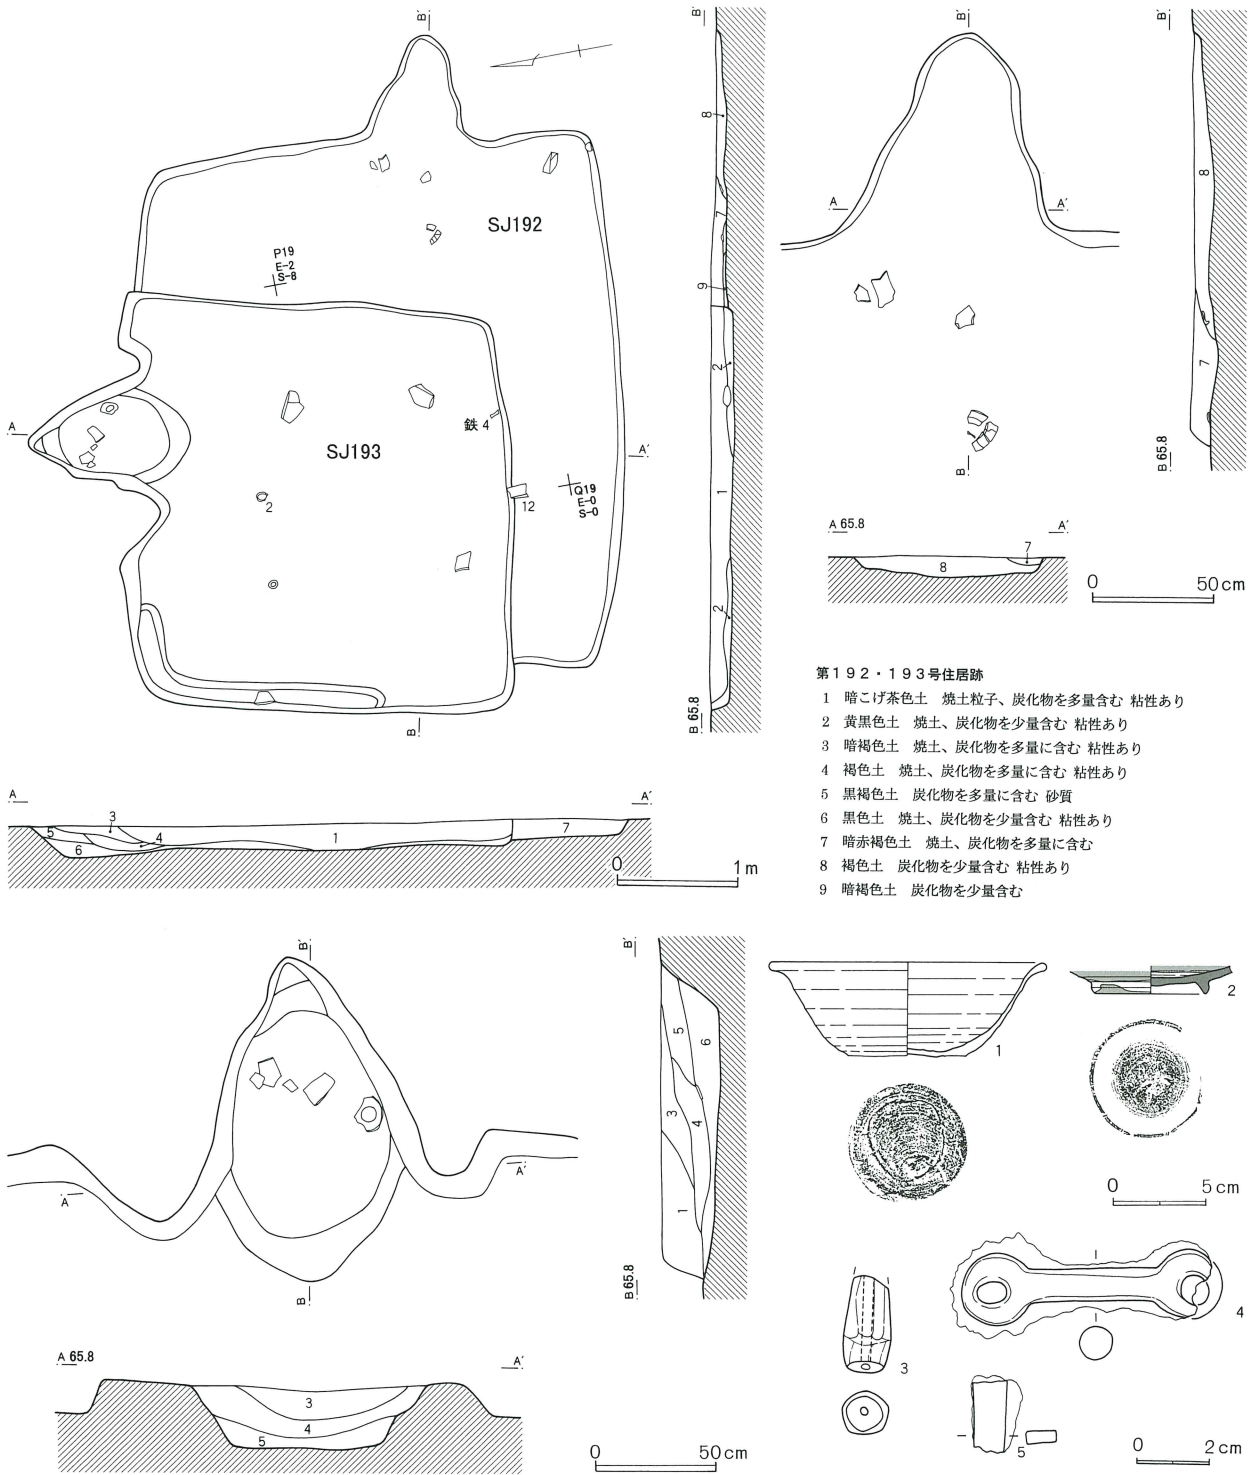 B'
SJ192
P19
E-2
S-8
A
鉄4
SJ193
A'
Q19
E-0
S-0
2
12
B
B'
8
7
9
2
1
2
B 65.8
B'
A
A'
B
B'
8
7
B 65.8
A 65.8
A'
7
8
0 50cm
第192・193号住居跡
1 暗こげ茶色土 焼土粒子、炭化物を多量含む 粘性あり
2 黄黒色土 焼土、炭化物を少量含む 粘性あり
3 暗褐色土 焼土、炭化物を多量に含む 粘性あり
4 褐色土 焼土、炭化物を多量に含む 粘性あり
5 黒褐色土 炭化物を多量に含む 砂質
6 黒色土 焼土、炭化物を少量含む 粘性あり
7 暗赤褐色土 焼土、炭化物を多量に含む
8 褐色土 炭化物を少量含む 粘性あり
9 暗褐色土 炭化物を少量含む
A
A'
3
5
4
1
7
6
0 1m
B'
A
A'
B
B'
5
6
3
4
1
B 65.8
A 65.8
A'
3
4
5
0 50cm
1
2
0 5cm
3
4
5
0 2cm